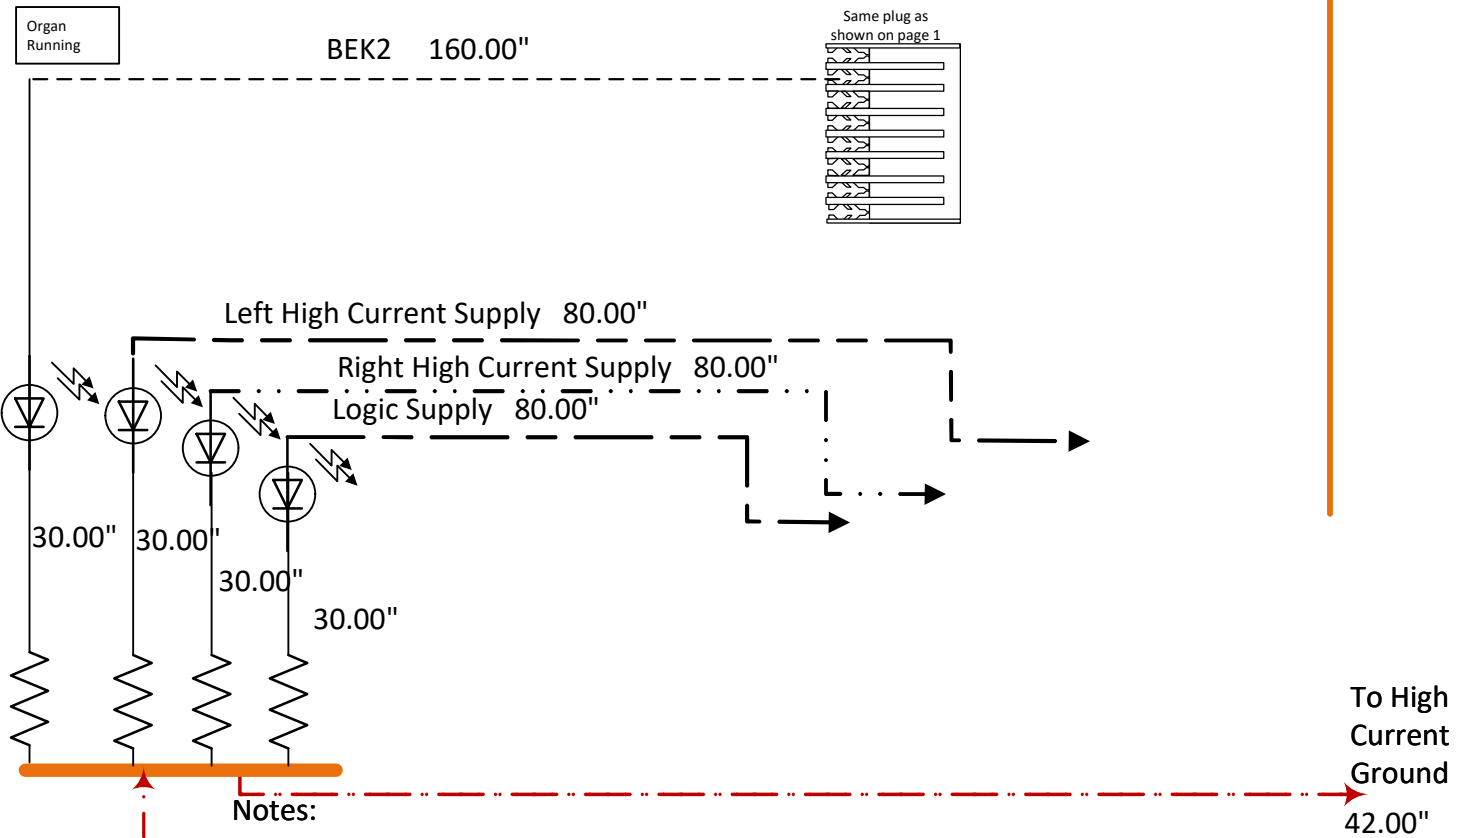 Organ
Running
BEK2 160.00"
Same plug as
shown on page 1
Left High Current Supply 80.00"
Right High Current Supply 80.00"
Logic Supply 80.00"
30.00"
30.00"
30.00"
30.00"
To High
Current
Ground
42.00"
Notes: